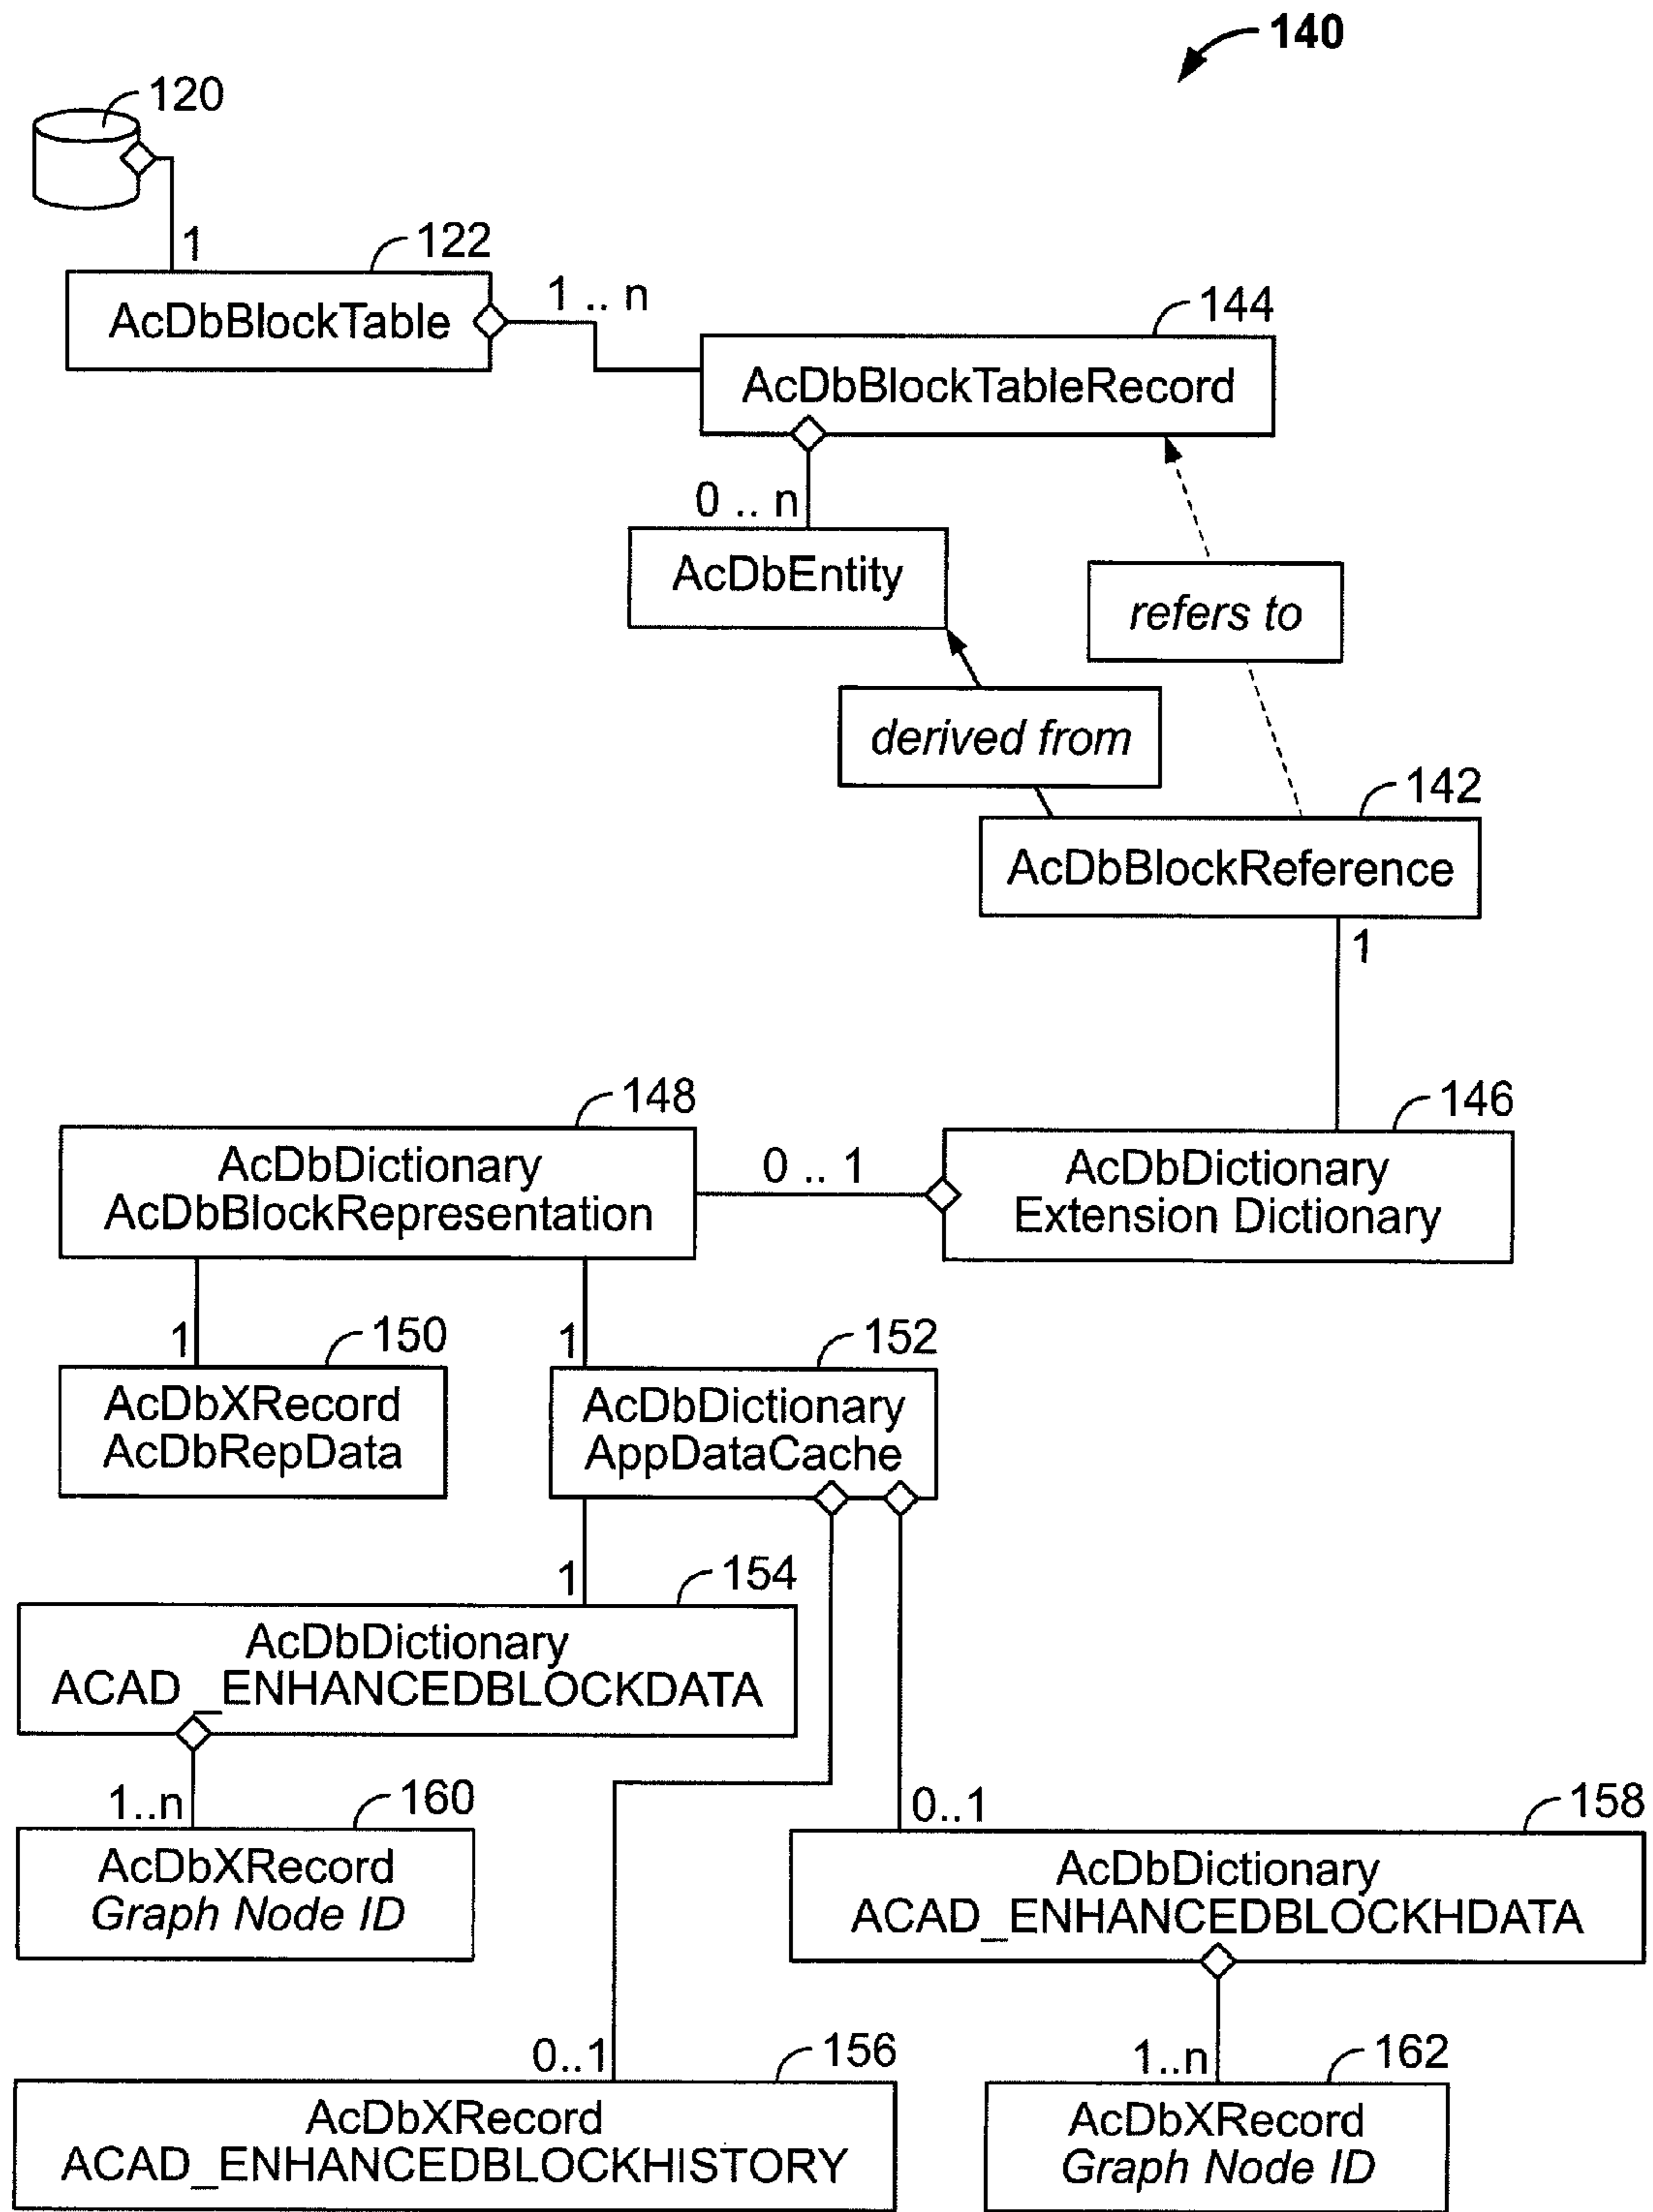 140
120
1
122
AcDbBlockTable
1 .. n
144
AcDbBlockTableRecord
0 .. n
AcDbEntity
refers to
derived from
142
AcDbBlockReference
1
148
146
AcDbDictionary
AcDbBlockRepresentation
0 .. 1
AcDbDictionary
Extension Dictionary
1
150
1
152
AcDbXRecord
AcDbRepData
AcDbDictionary
AppDataCache
1
154
AcDbDictionary
ACAD_ENHANCEDBLOCKDATA
1..n
160
0..1
158
AcDbXRecord
Graph Node ID
AcDbDictionary
ACAD_ENHANCEDBLOCKHDATA
0..1
156
1..n
162
AcDbXRecord
ACAD_ENHANCEDBLOCKHISTORY
AcDbXRecord
Graph Node ID